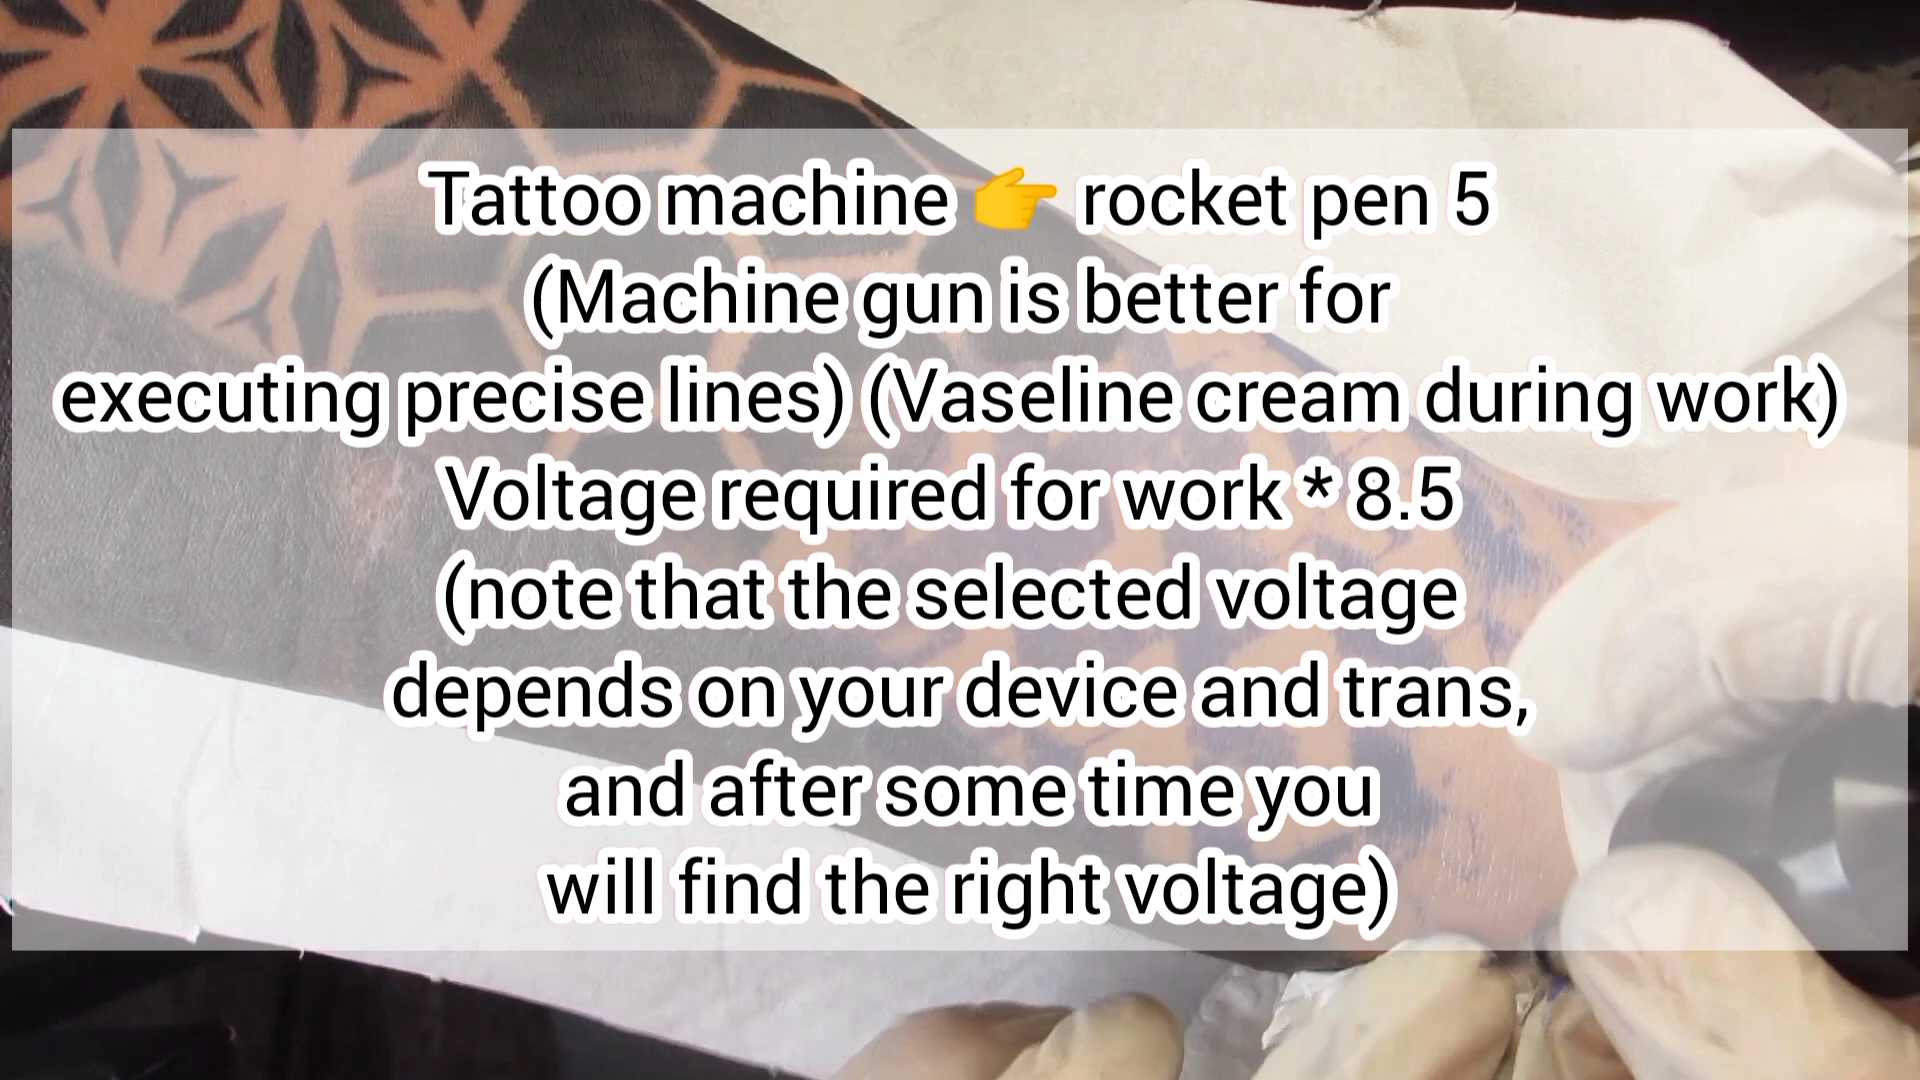 Tattoo machine 👉 rocket pen 5
(Machine gun is better for
executing precise lines) (Vaseline cream during work)
Voltage required for work * 8.5
(note that the selected voltage
depends on your device and trans,
and after some time you
will find the right voltage)